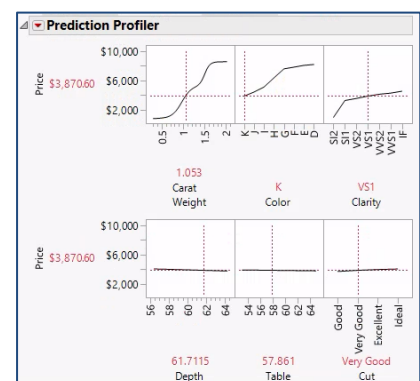 Prediction Profiler
Price
$3,870.60
$10,000
$6,000
$2,000
0.5
1
1.5
2
K
J
I
H
G
F
E
D
SI2
SI1
VS2
VS1
VVS2
VVS1
IF
1.053
Carat
Weight
K
Color
VS1
Clarity
Price
$3,870.60
$10,000
$6,000
$2,000
56
58
60
62
64
54
56
58
60
62
64
Good
Very Good
Excellent
Ideal
61.7115
Depth
57.861
Table
Very Good
Cut